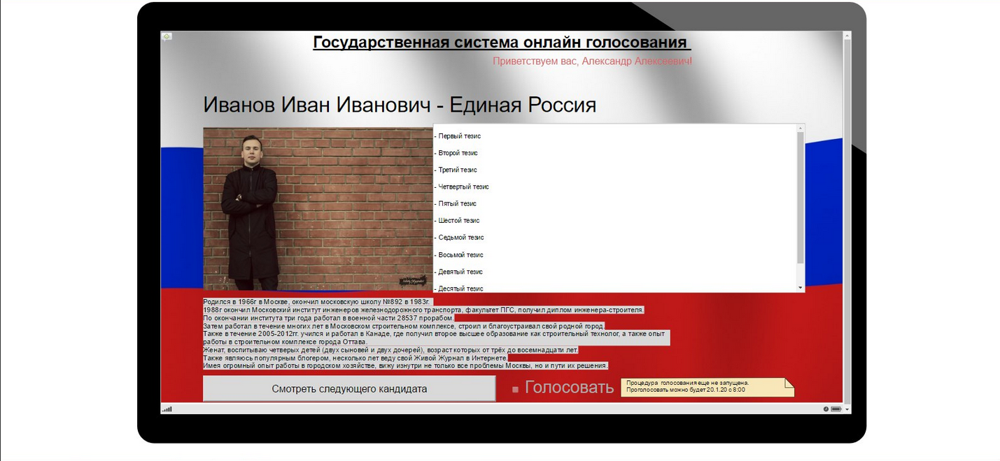 Государственная система онлайн голосования
Приветствуем вас, Александр Алексеевич!
Иванов Иван Иванович - Единая Россия
- Первый тезис
- Второй тезис
- Третий тезис
- Четвертый тезис
- Пятый тезис
- Шестой тезис
- Седьмой тезис
- Восьмой тезис
- Девятый тезис
- Десятый тезис
Родился в 1966г в Москве, окончил московскую школу №892 в 1983г.
1988г окончил Московский институт инженеров железнодорожного транспорта, факультет ПГС, получил диплом инженера-строителя.
По окончании института три года работал в военной части 28537 прорабом.
Затем работал в течение многих лет в Московском строительном комплексе, строил и благоустраивал свой родной город.
Также в течение 2005-2012гг. учился и работал в Канаде, где получил второе высшее образование как строительный технолог, а также опыт
работы в строительном комплексе города Оттава.
Женат, воспитываю четверых детей (двух сыновей и двух дочерей), возраст которых от трёх до восемнадцати лет.
Также являюсь популярным блогером, несколько лет веду свой Живой Журнал в Интернете.
Имея огромный опыт работы в городском хозяйстве, вижу изнутри не только все проблемы Москвы, но и пути их решения.
Смотреть следующего кандидата
Голосовать
Процедура голосования еще не запущена.
Проголосовать можно будет 20.1.20 с 8:00